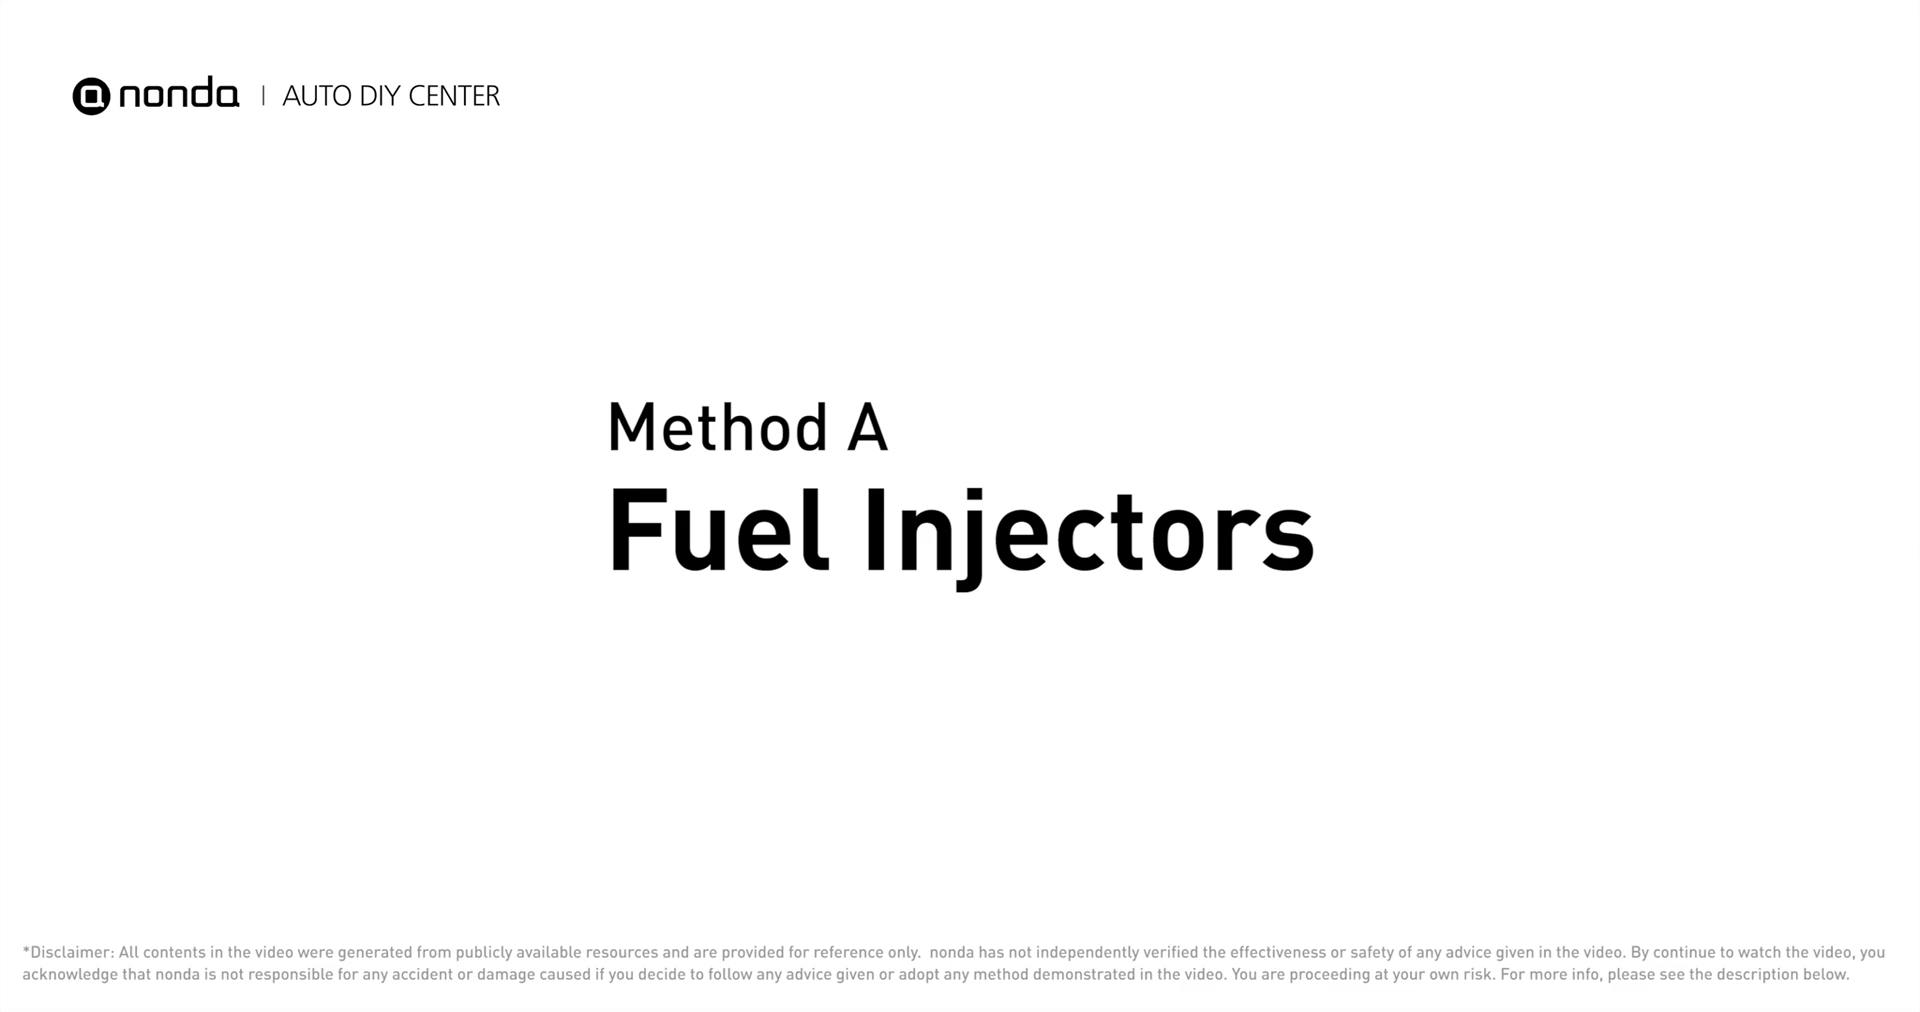 nonda | AUTO DIY CENTER
Method A
Fuel Injectors
*Disclaimer: All contents in the video were generated from publicly available resources and are provided for reference only.  nonda has not independently verified the effectiveness or safety of any advice given in the video. By continue to watch the video, you
acknowledge that nonda is not responsible for any accident or damage caused if you decide to follow any advice given or adopt any method demonstrated in the video. You are proceeding at your own risk. For more info, please see the description below.